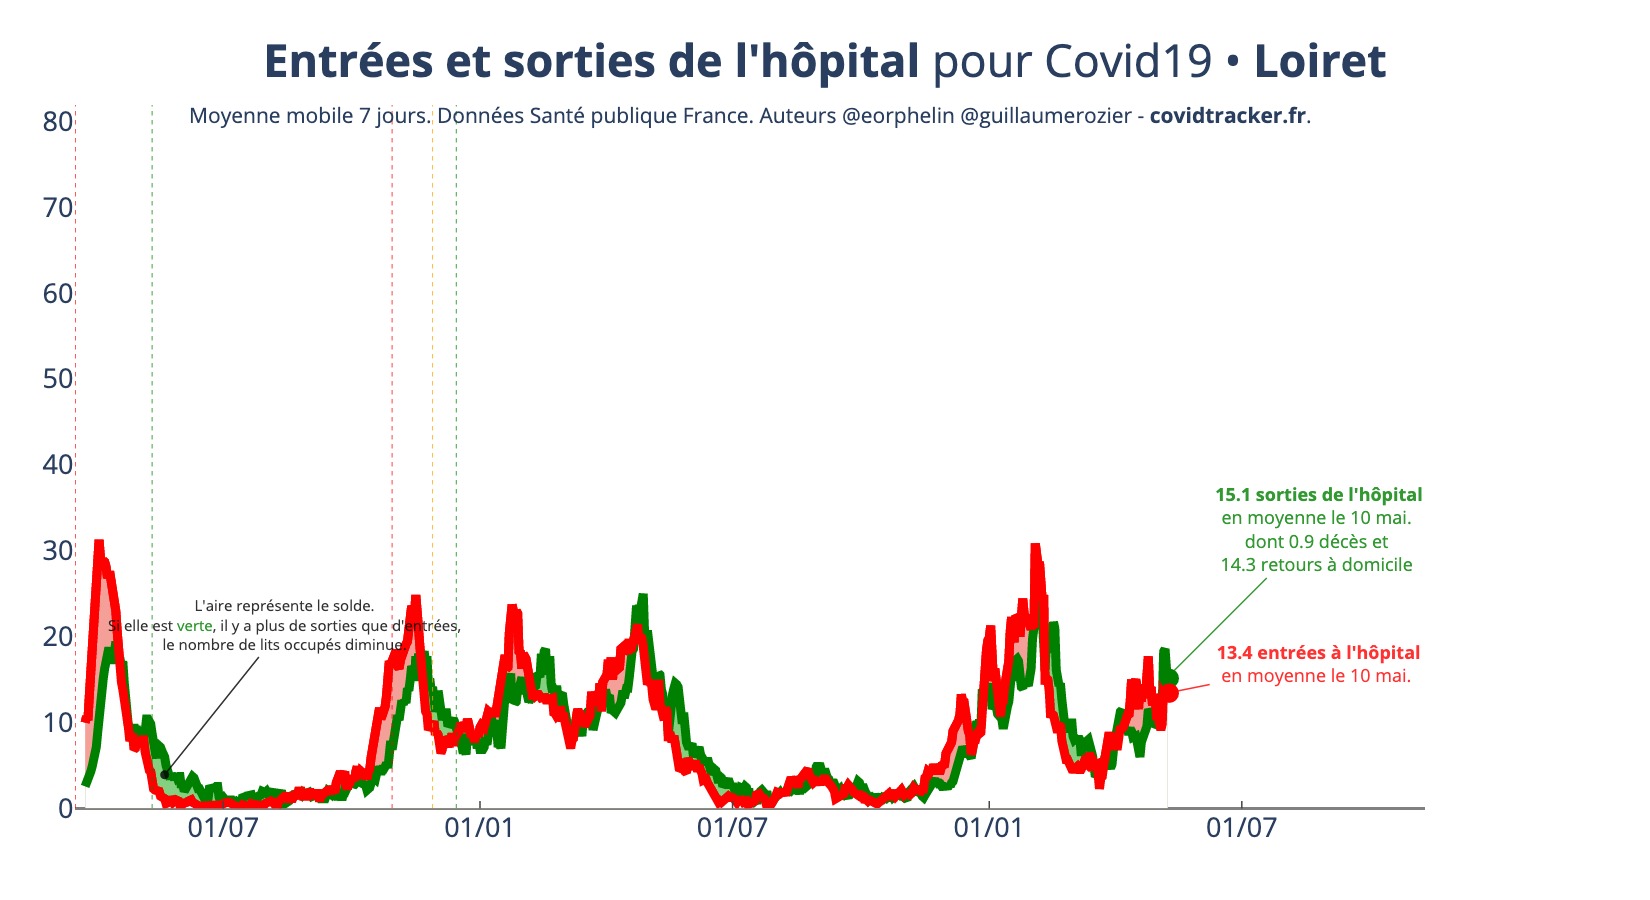 Entrées et sorties de l'hôpital pour Covid19 • Loiret
Moyenne mobile 7 jours. Données Santé publique France. Auteurs @eorphelin @guillaumerozier - covidtracker.fr.
80
70
60
50
40
30
20
10
0
15.1 sorties de l'hôpital
en moyenne le 10 mai.
dont 0.9 décès et
14.3 retours à domicile
L'aire représente le solde.
Si elle est verte, il y a plus de sorties que d'entrées,
le nombre de lits occupés diminue.
13.4 entrées à l'hôpital
en moyenne le 10 mai.
01/07
01/01
01/07
01/01
01/07